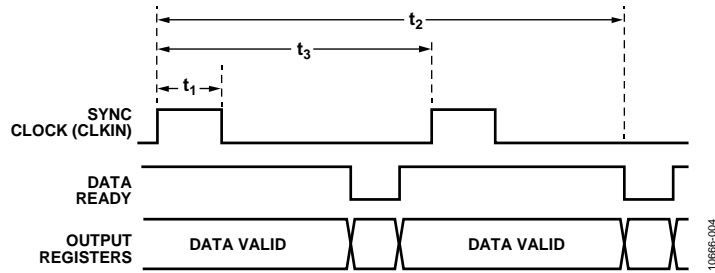 t2
t3
t1
SYNC
CLOCK (CLKIN)
DATA
READY
OUTPUT
REGISTERS
DATA VALID
DATA VALID
10666-004